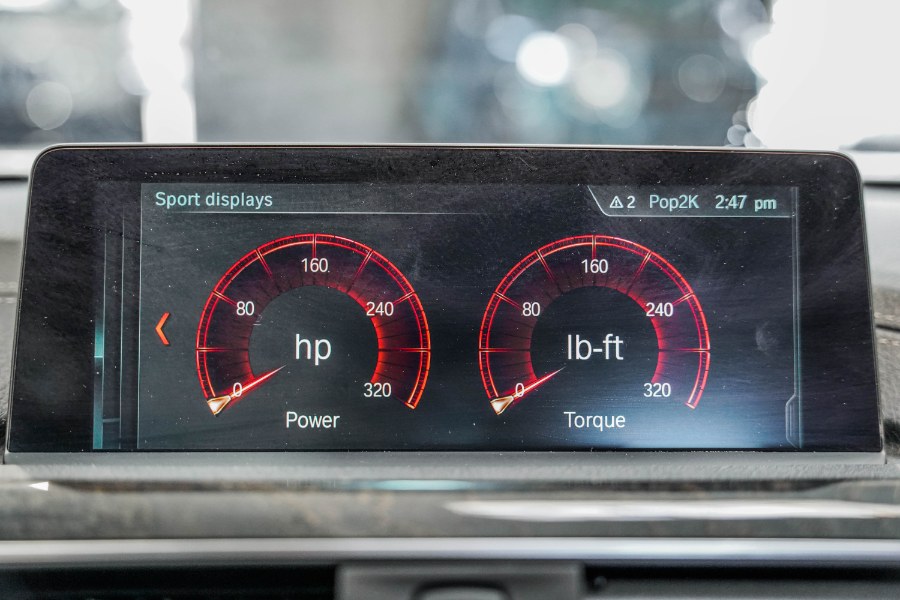 Sport displays
⚠ 2 Pop2K 2:47 pm
160
80 240
hp
0 320
Power
160
80 240
lb-ft
0 320
Torque